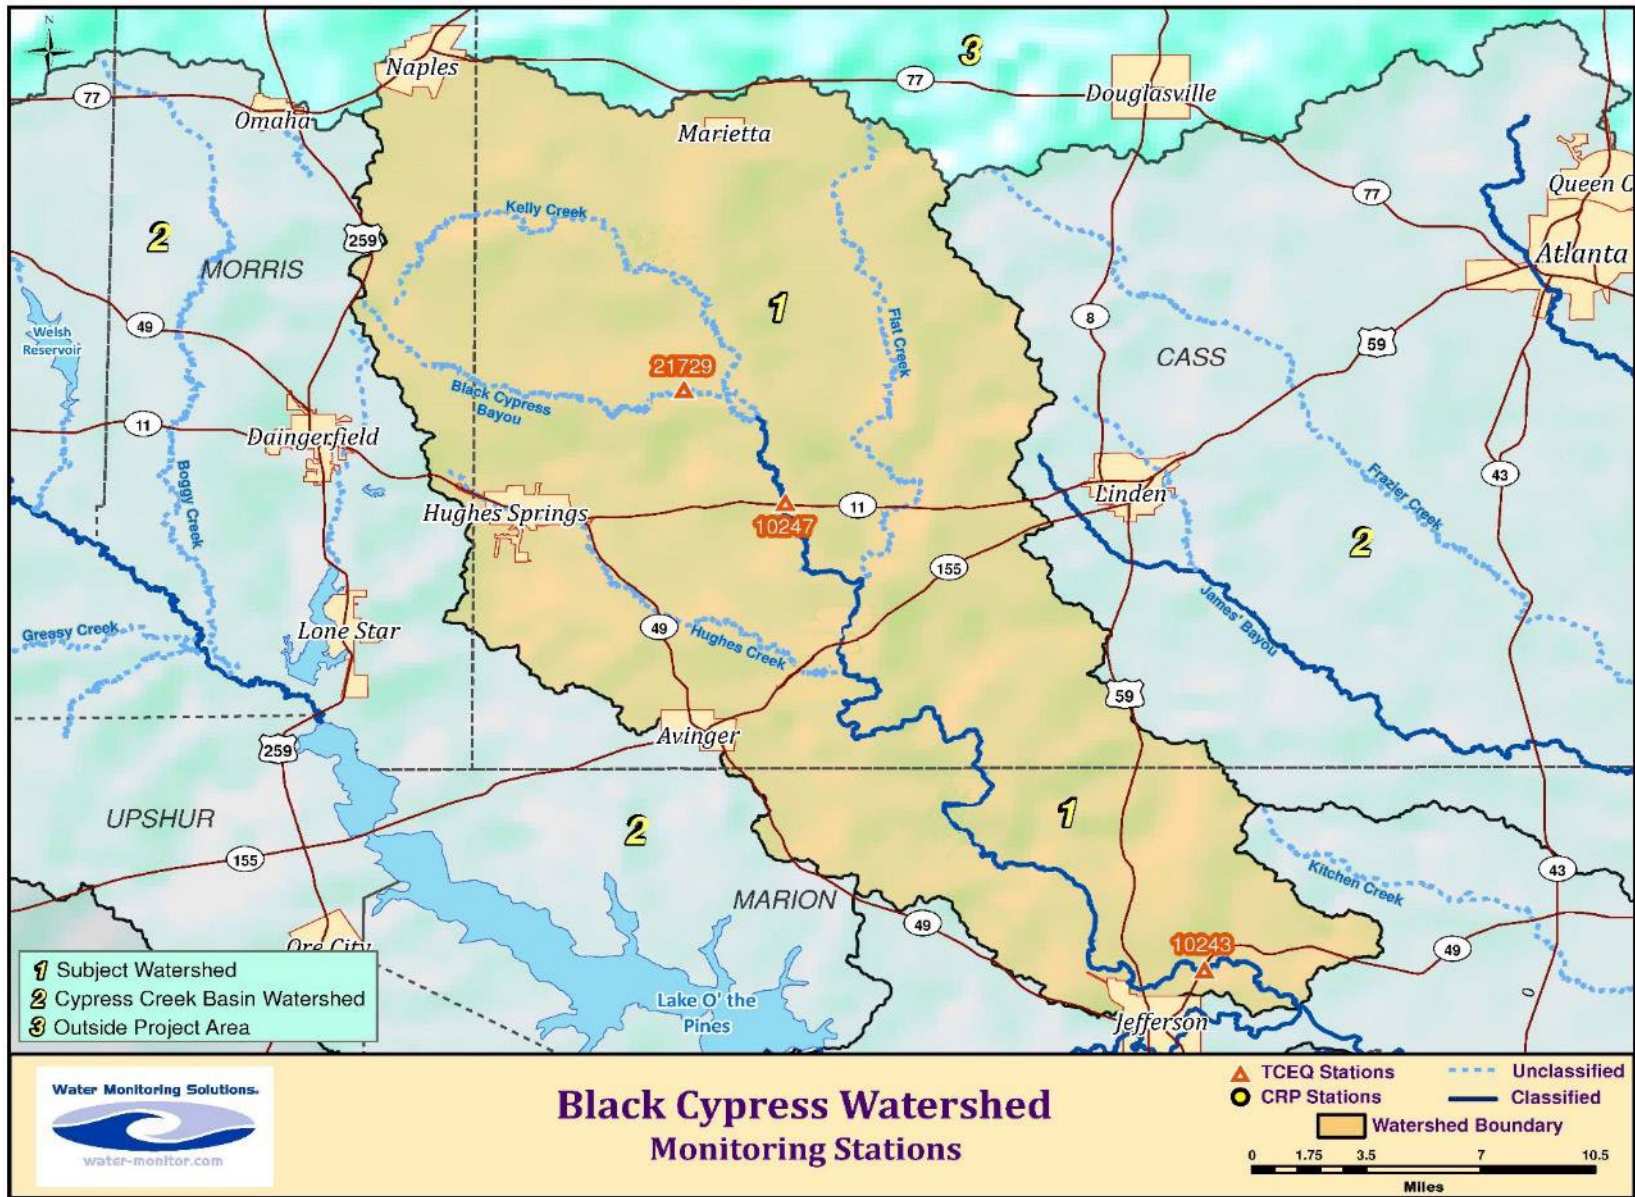 N
3
77
Naples
77
Douglasville
Omaha
Marietta
77
Queen C
Kelly Creek
2
259
MORRIS
Atlanta
1
Flat Creek
8
49
Welsh
Reservoir
59
CASS
21729
Black Cypress
Bayou
11
Daingerfield
Boggy Creek
43
Frazier Creek
Linden
Hughes Springs
11
10247
2
155
James' Bayou
Greasy Creek
Lone Star
49
Hughes Creek
59
Avinger
259
UPSHUR
1
2
155
43
Kitchen Creek
MARION
49
10243
49
Ore City
Lake O' the
Pines
Jefferson
1 Subject Watershed
2 Cypress Creek Basin Watershed
3 Outside Project Area
Water Monitoring Solutions.
water-monitor.com
Black Cypress Watershed
Monitoring Stations
TCEQ Stations
CRP Stations
Unclassified
Classified
Watershed Boundary
0 1.75 3.5 7 10.5
Miles